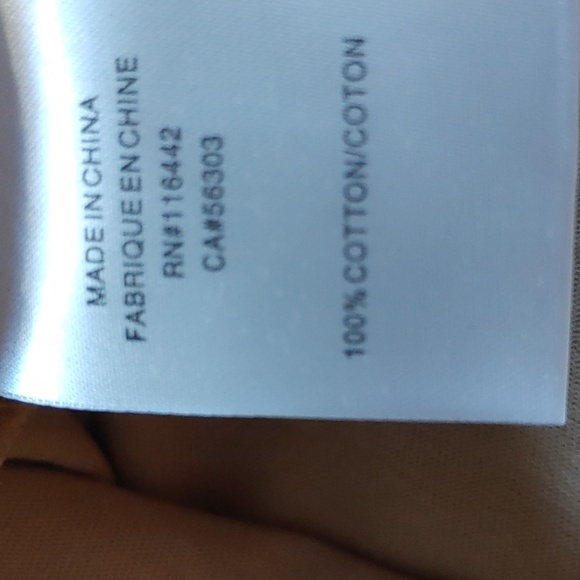 MADE IN CHINA
FABRIQUE EN CHINE
RN#116442
CA#56303
100% COTTON/COTON